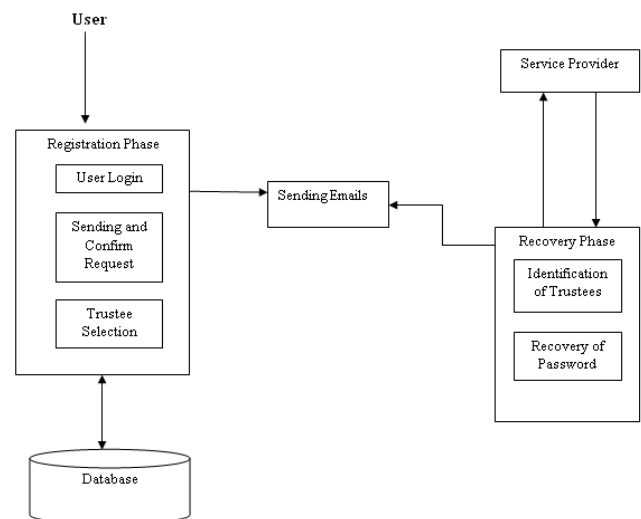 User
Service Provider
Registration Phase
User Login
Sending Emails
Sending and
Confirm
Request
Recovery Phase
Identification
of Trustees
Trustee
Selection
Recovery of
Password
Database